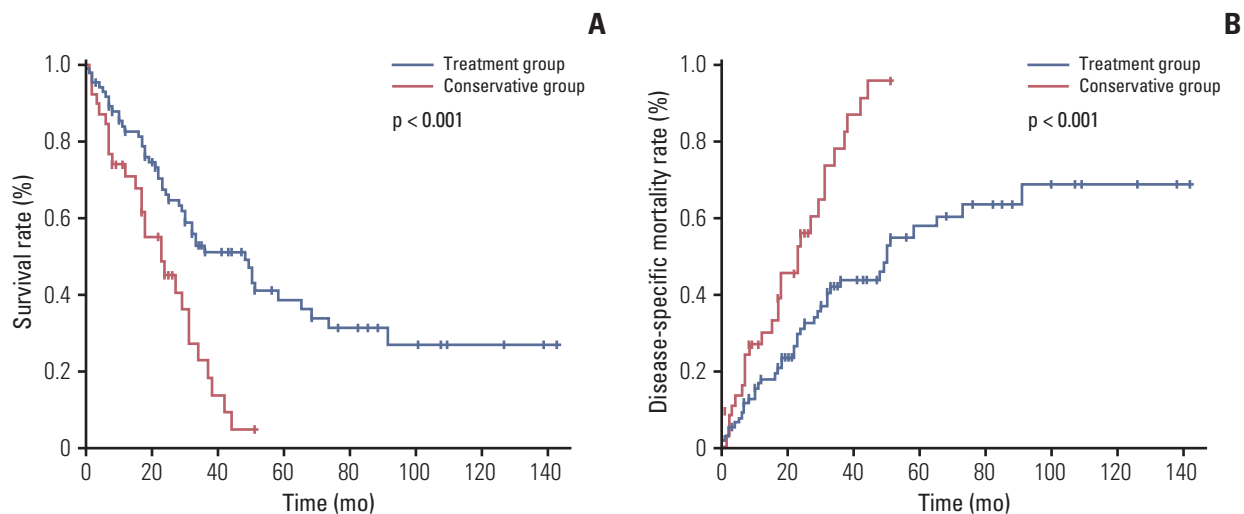 A
Survival rate (%)
1.0
0.8
0.6
0.4
0.2
0
Treatment group
Conservative group
p < 0.001
0 20 40 60 80 100 120 140
Time (mo)
B
Disease-specific mortality rate (%)
1.0
0.8
0.6
0.4
0.2
0
Treatment group
Conservative group
p < 0.001
0 20 40 60 80 100 120 140
Time (mo)